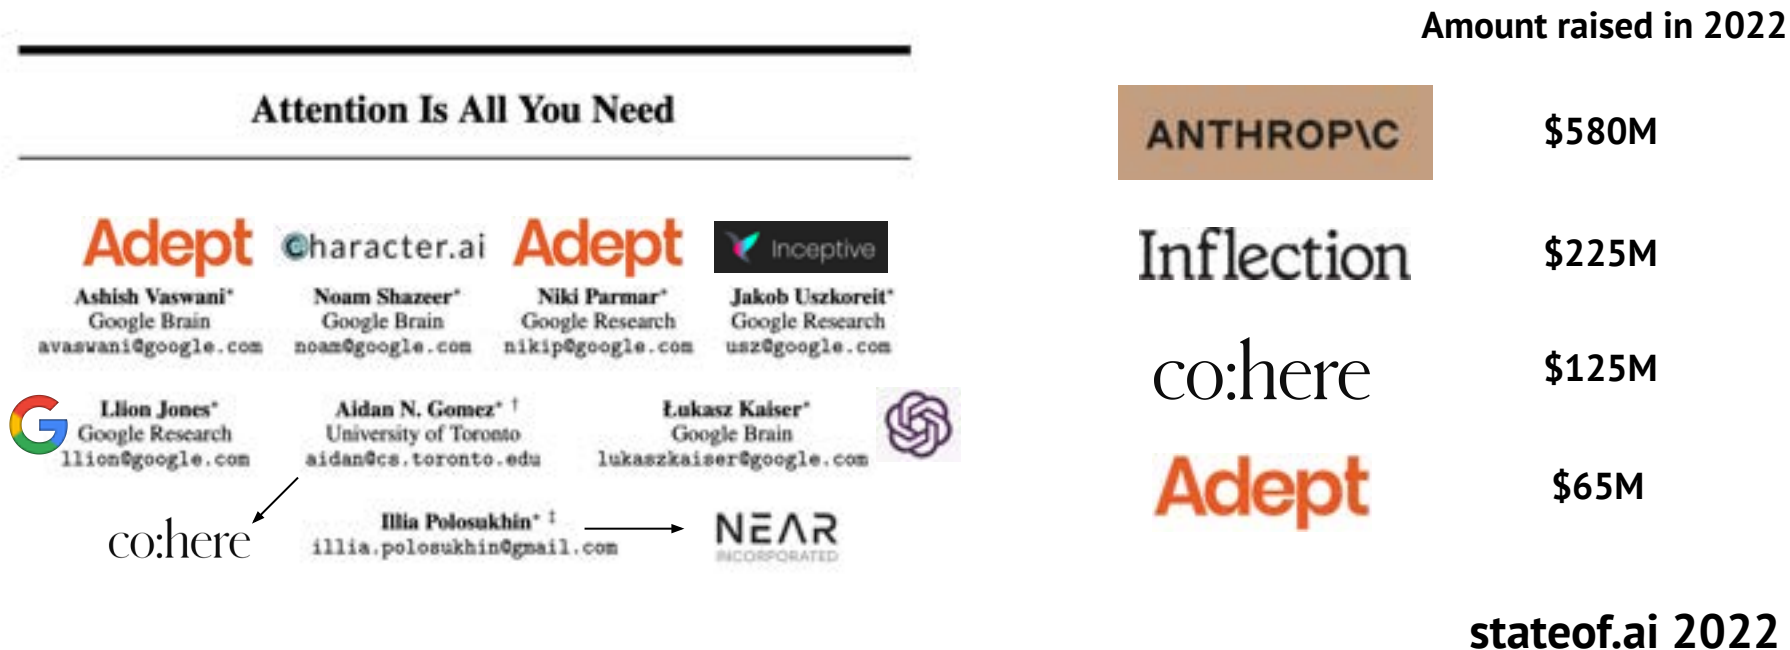 Amount raised in 2022
Attention Is All You Need
ANTHROP\C $580M
Inflection $225M
co:here $125M
Adept $65M
Adept character.ai Adept Inceptive
Ashish Vaswani* Noam Shazeer* Niki Parmar* Jakob Uszkoreit*
Google Brain Google Brain Google Research Google Research
avaswani@google.com noam@google.com nikip@google.com usz@google.com
Llion Jones* Aidan N. Gomez* † Łukasz Kaiser*
Google Research University of Toronto Google Brain
llion@google.com aidan@cs.toronto.edu lukaszkaiser@google.com
co:here Illia Polosukhin* ‡ NEAR
illia.polosukhin@gmail.com INCORPORATED
stateof.ai 2022